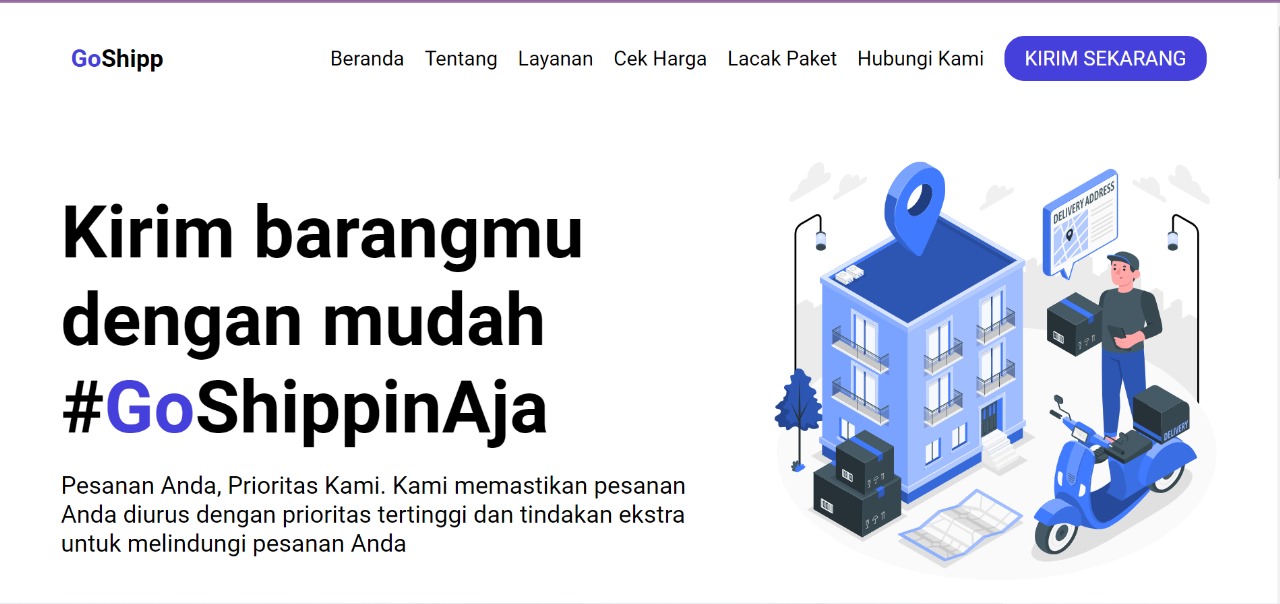 GoShipp
Beranda Tentang Layanan Cek Harga Lacak Paket Hubungi Kami KIRIM SEKARANG
Kirim barangmu
dengan mudah
#GoShippinAja
Pesanan Anda, Prioritas Kami. Kami memastikan pesanan
Anda diurus dengan prioritas tertinggi dan tindakan ekstra
untuk melindungi pesanan Anda
DELIVERY ADDRESS
DELIVERY